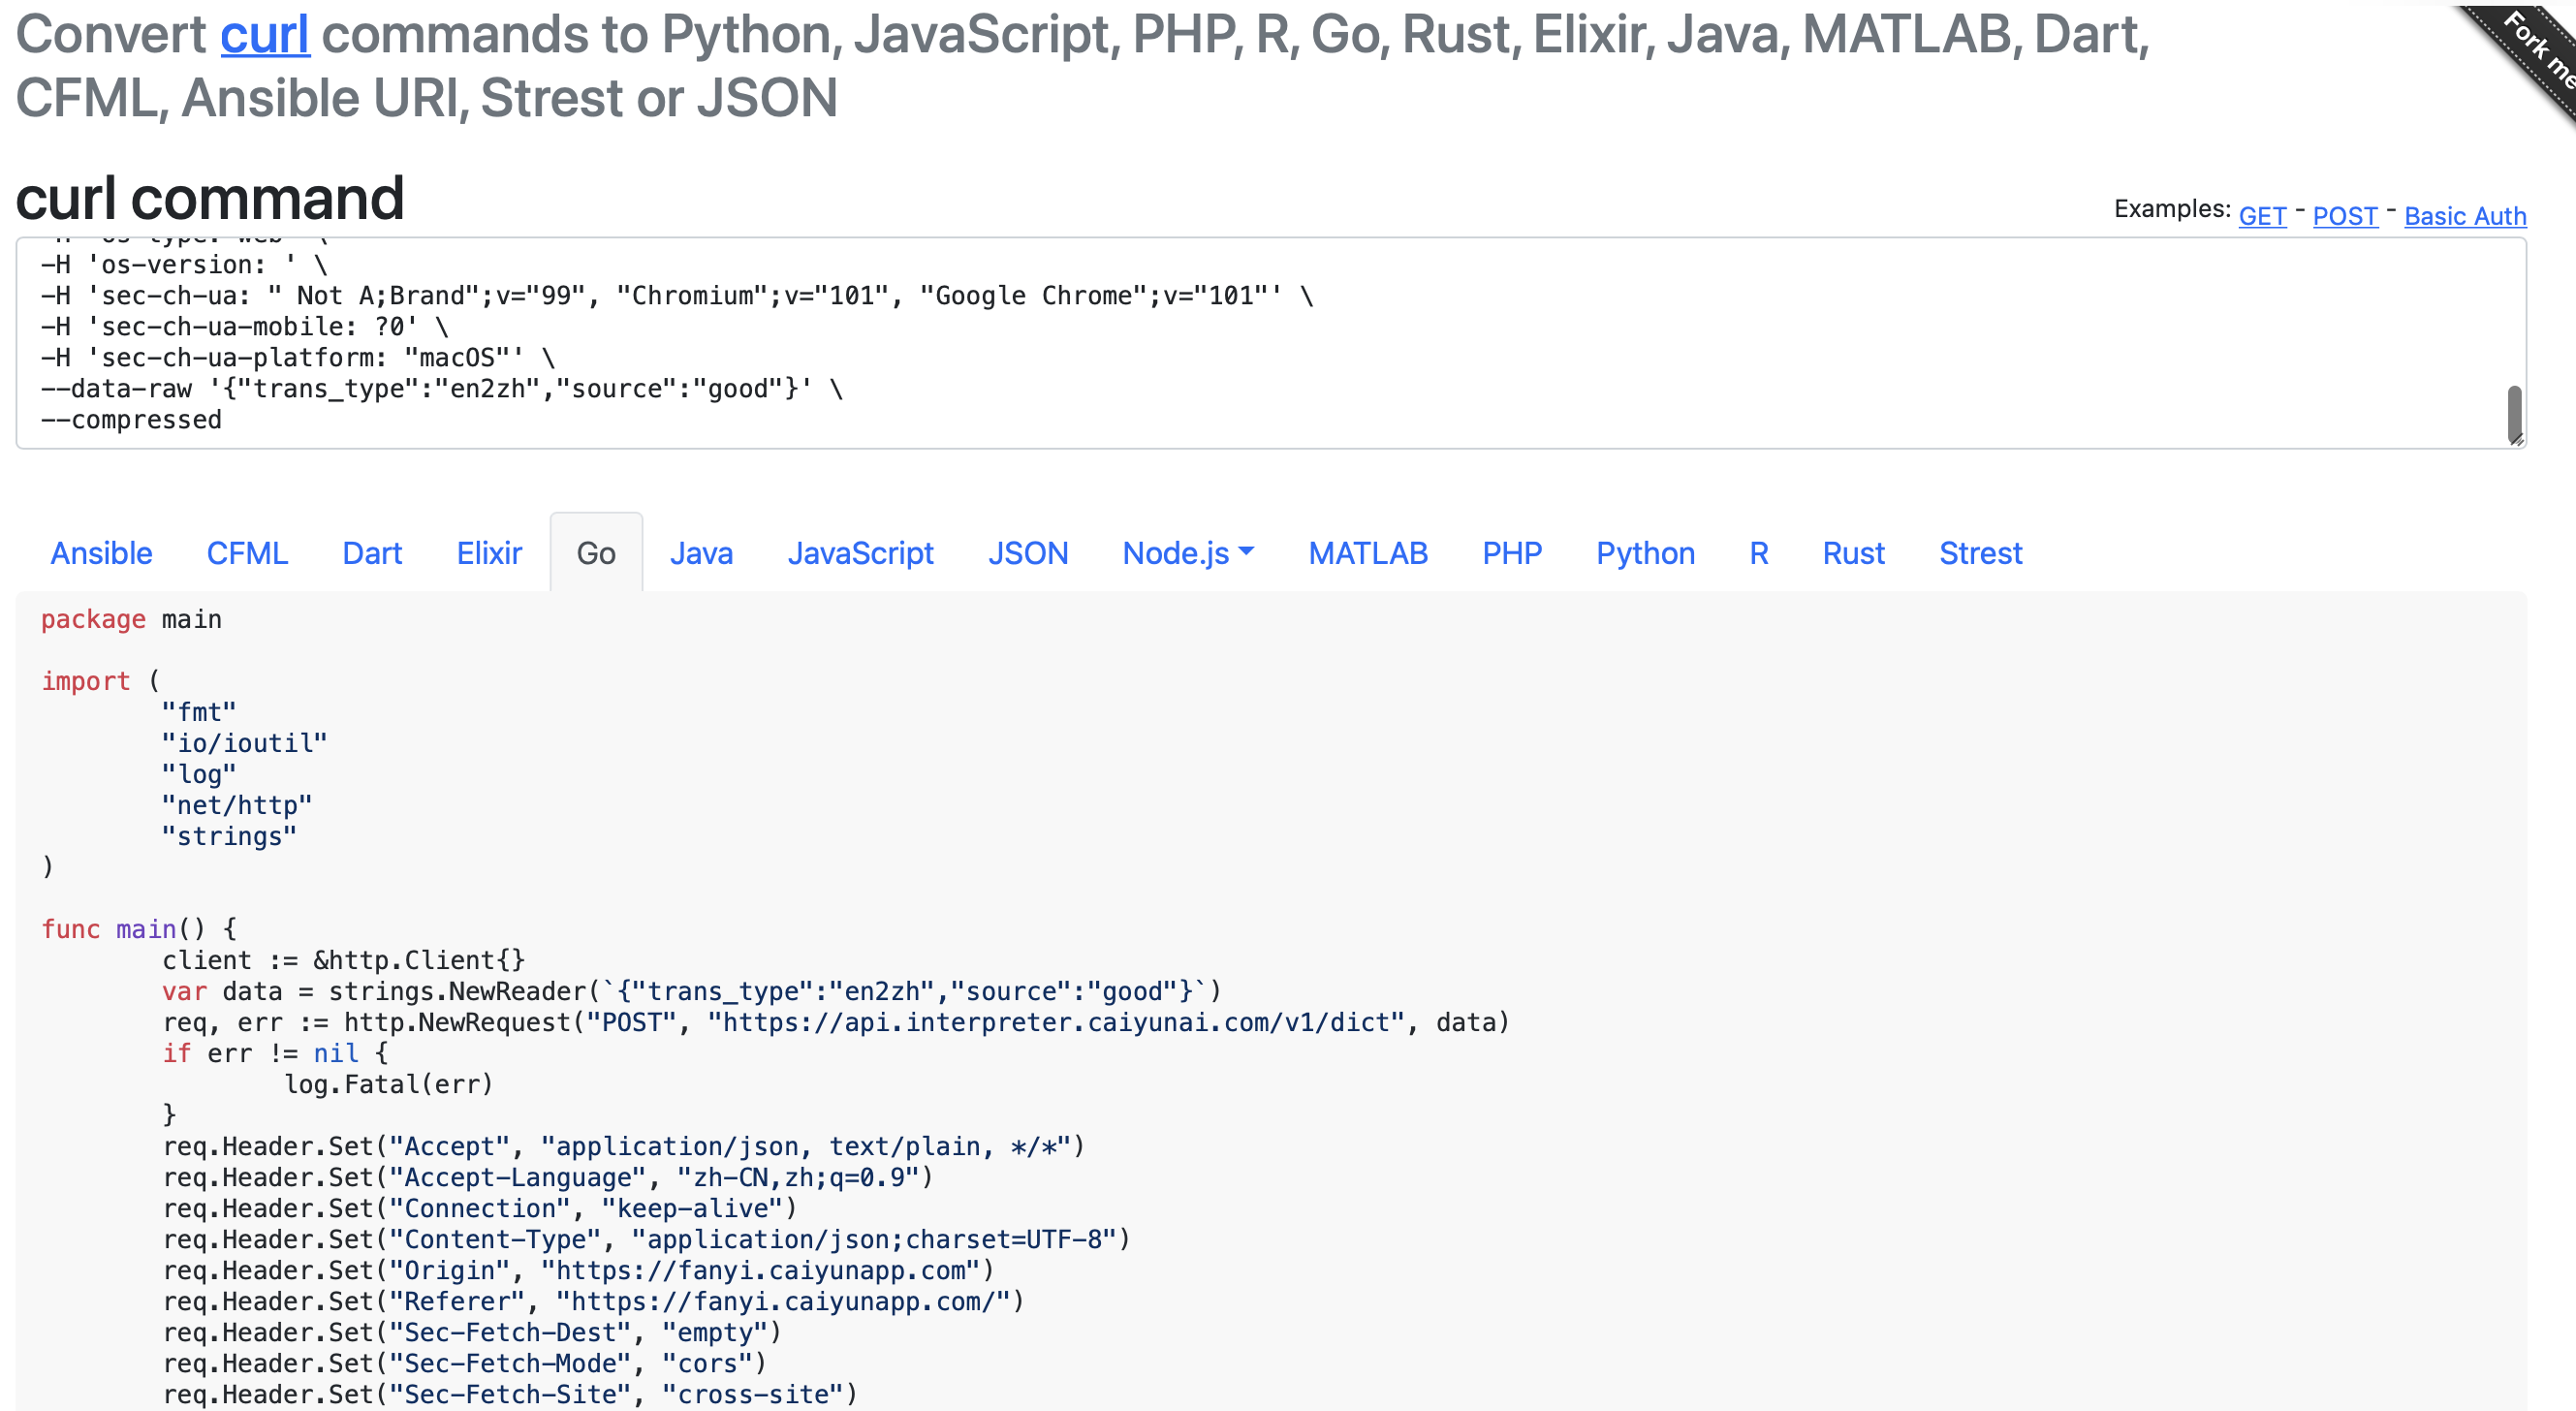 Convert curl commands to Python, JavaScript, PHP, R, Go, Rust, Elixir, Java, MATLAB, Dart,
CFML, Ansible URI, Strest or JSON
Fork me
curl command
Examples: GET - POST - Basic Auth
-H 'os-type: web' \
-H 'os-version: ' \
-H 'sec-ch-ua: " Not A;Brand";v="99", "Chromium";v="101", "Google Chrome";v="101"' \
-H 'sec-ch-ua-mobile: ?0' \
-H 'sec-ch-ua-platform: "macOS"' \
--data-raw '{"trans_type":"en2zh","source":"good"}' \
--compressed
Ansible CFML Dart Elixir Go Java JavaScript JSON Node.js MATLAB PHP Python R Rust Strest
package main
import (
"fmt"
"io/ioutil"
"log"
"net/http"
"strings"
)
func main() {
client := &http.Client{}
var data = strings.NewReader(`{"trans_type":"en2zh","source":"good"}`)
req, err := http.NewRequest("POST", "https://api.interpreter.caiyunai.com/v1/dict", data)
if err != nil {
log.Fatal(err)
}
req.Header.Set("Accept", "application/json, text/plain, */*")
req.Header.Set("Accept-Language", "zh-CN,zh;q=0.9")
req.Header.Set("Connection", "keep-alive")
req.Header.Set("Content-Type", "application/json;charset=UTF-8")
req.Header.Set("Origin", "https://fanyi.caiyunapp.com")
req.Header.Set("Referer", "https://fanyi.caiyunapp.com/")
req.Header.Set("Sec-Fetch-Dest", "empty")
req.Header.Set("Sec-Fetch-Mode", "cors")
req.Header.Set("Sec-Fetch-Site", "cross-site")